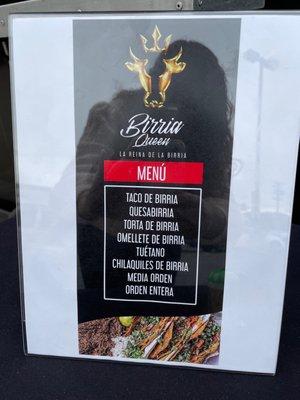 Birria
Queen
LA REINA DE LA BIRRIA
MENÚ
TACO DE BIRRIA
QUESABIRRIA
TORTA DE BIRRIA
OMELLETE DE BIRRIA
TUÉTANO
CHILAQUILES DE BIRRIA
MEDIA ORDEN
ORDEN ENTERA